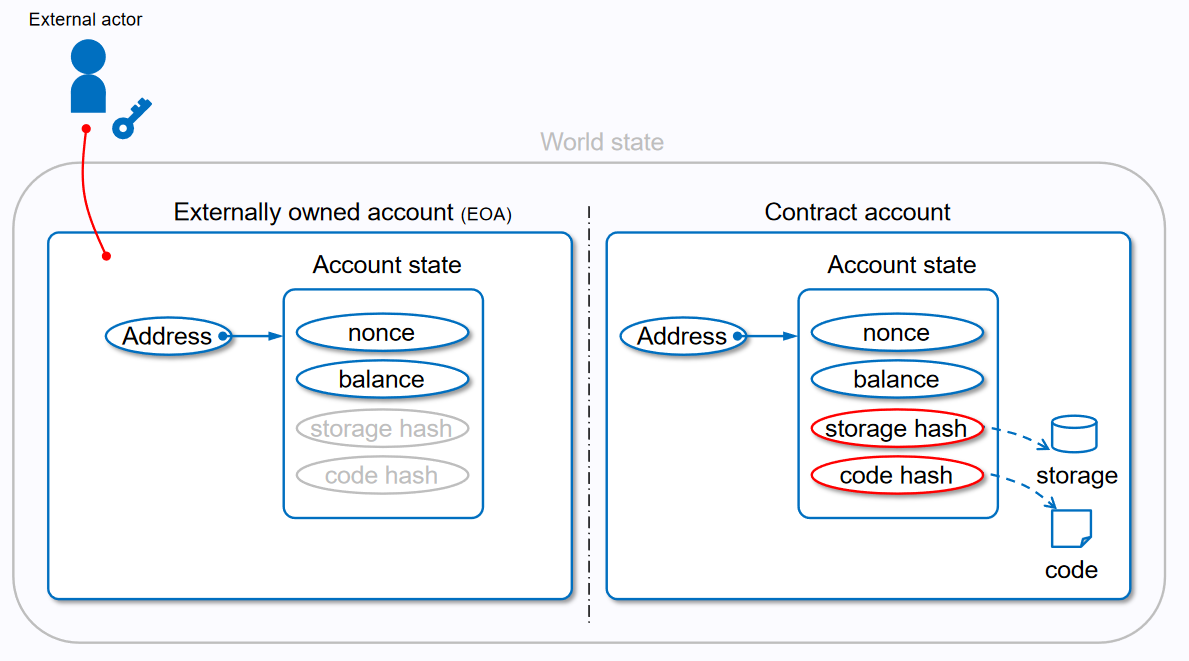 External actor
World state
Externally owned account (EOA)
Account state
Address
nonce
balance
storage hash
code hash
Contract account
Account state
Address
nonce
balance
storage hash
code hash
storage
code